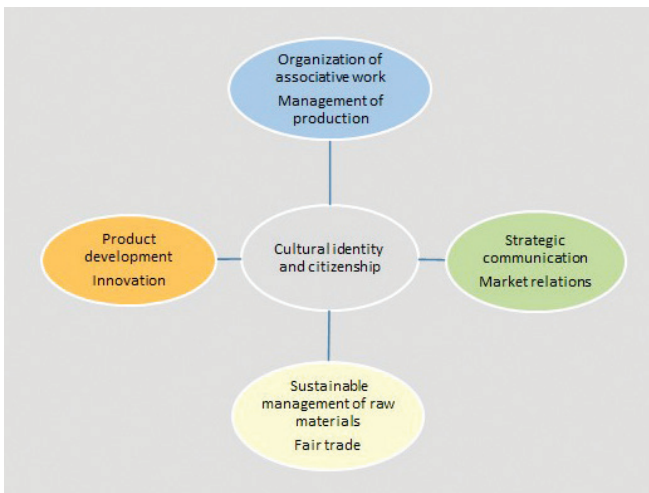 Organization of
associative work
Management of
production
Product
development
Innovation
Cultural identity
and citizenship
Strategic
communication
Market relations
Sustainable
management of raw
materials
Fair trade